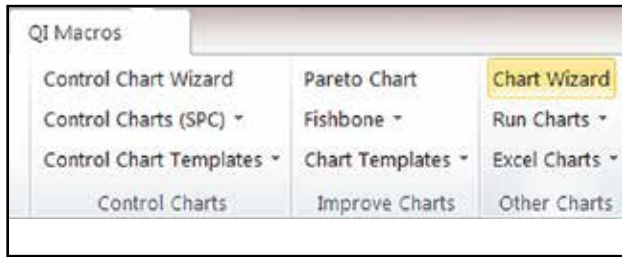 QI Macros
Control Chart Wizard Pareto Chart Chart Wizard
Control Charts (SPC) Fishbone Run Charts
Control Chart Templates Chart Templates Excel Charts
Control Charts Improve Charts Other Charts